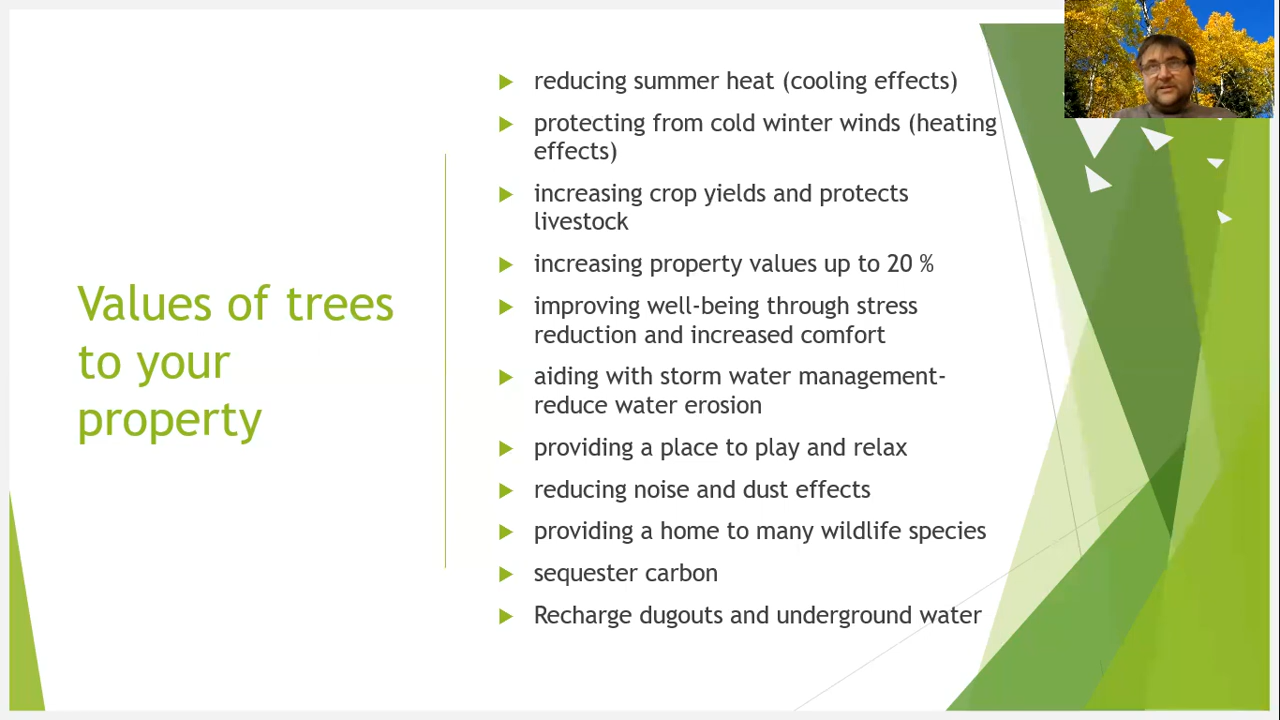 Values of trees
to your
property
reducing summer heat (cooling effects)
protecting from cold winter winds (heating
effects)
increasing crop yields and protects
livestock
increasing property values up to 20 %
improving well-being through stress
reduction and increased comfort
aiding with storm water management-
reduce water erosion
providing a place to play and relax
reducing noise and dust effects
providing a home to many wildlife species
sequester carbon
Recharge dugouts and underground water